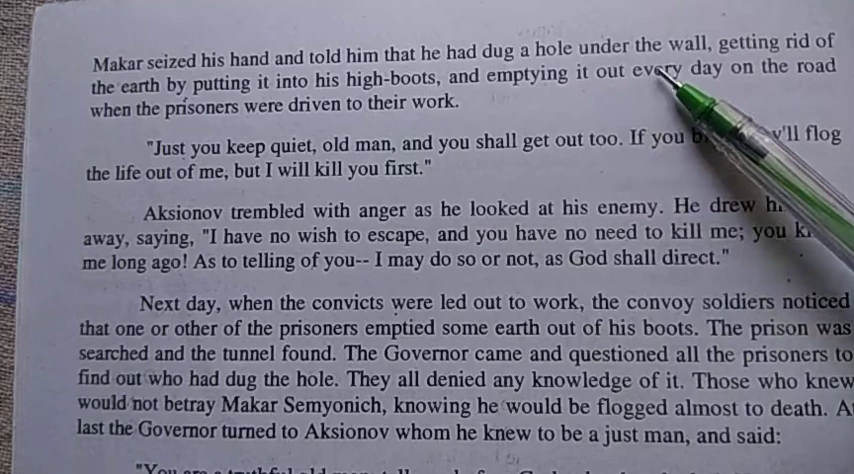 Makar seized his hand and told him that he had dug a hole under the wall, getting rid of
the earth by putting it into his high-boots, and emptying it out every day on the road
when the prisoners were driven to their work.
"Just you keep quiet, old man, and you shall get out too. If you y'll flog
the life out of me, but I will kill you first."
Aksionov trembled with anger as he looked at his enemy. He drew
away, saying, "I have no wish to escape, and you have no need to kill me; you
me long ago! As to telling of you-- I may do so or not, as God shall direct."
Next day, when the convicts were led out to work, the convoy soldiers noticed
that one or other of the prisoners emptied some earth out of his boots. The prison was
searched and the tunnel found. The Governor came and questioned all the prisoners to
find out who had dug the hole. They all denied any knowledge of it. Those who knew
would not betray Makar Semyonich, knowing he would be flogged almost to death. A
last the Governor turned to Aksionov whom he knew to be a just man, and said:
"You are a truthful old man